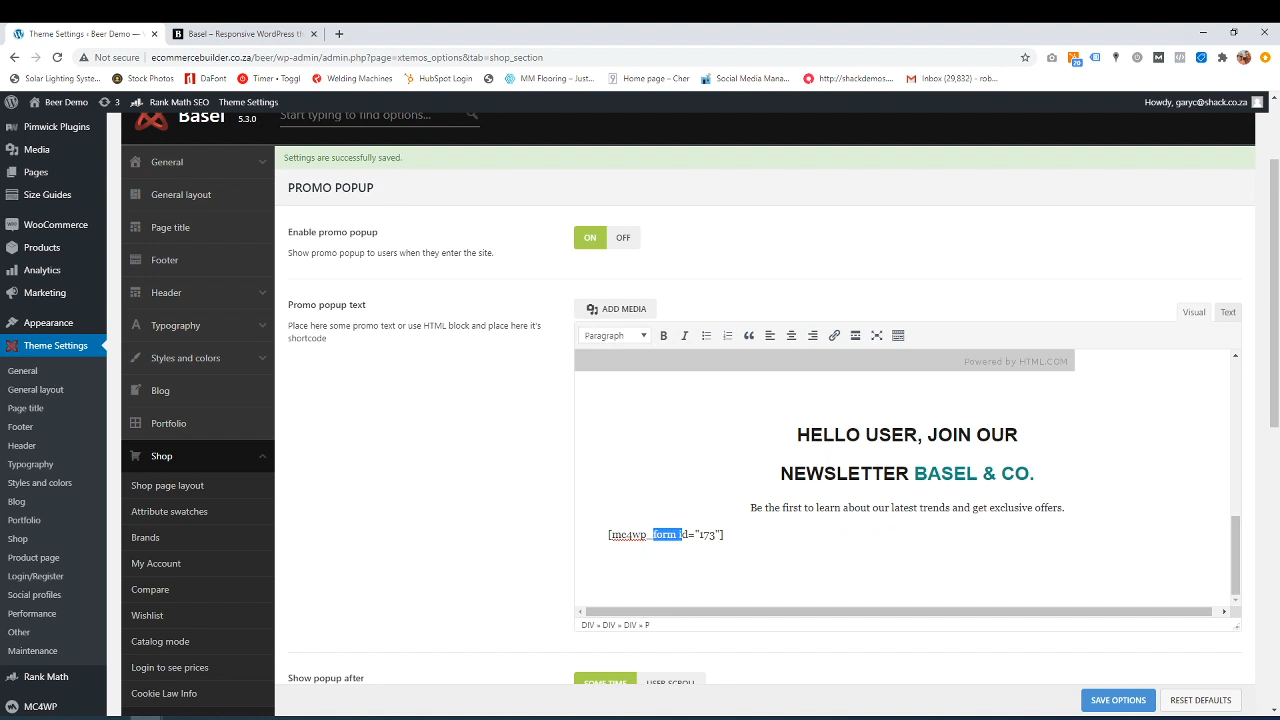 Theme Settings ‹ Beer Demo —
Basel – Responsive WordPress th
Not secure
ecommercebuilder.co.za/beer/wp-admin/admin.php?page=xtemos_options&tab=shop_section
20
Solar Lighting Syste...
Stock Photos
DaFont
Timer • Toggl
Welding Machines
HubSpot Login
MM Flooring – Just...
Home page – Cher
Social Media Mana...
http://shackdemos...
Inbox (29,832) - rob...
Beer Demo
3
Rank Math SEO
Theme Settings
Howdy, garyc@shack.co.za
Pimwick Plugins
Media
Pages
Size Guides
WooCommerce
Products
Analytics
Marketing
Appearance
Theme Settings
General
General layout
Page title
Footer
Header
Typography
Styles and colors
Blog
Portfolio
Shop
Product page
Login/Register
Social profiles
Performance
Other
Maintenance
Rank Math
MC4WP
Basel
5.3.0
Start typing to find options...
General
General layout
Page title
Footer
Header
Typography
Styles and colors
Blog
Portfolio
Shop
Shop page layout
Attribute swatches
Brands
My Account
Compare
Wishlist
Catalog mode
Login to see prices
Cookie Law Info
Settings are successfully saved.
PROMO POPUP
Enable promo popup
Show promo popup to users when they enter the site.
ON
OFF
Promo popup text
Place here some promo text or use HTML block and place here it's
shortcode
ADD MEDIA
Visual
Text
Paragraph
Powered by HTML.COM
HELLO USER, JOIN OUR
NEWSLETTER BASEL & CO.
Be the first to learn about our latest trends and get exclusive offers.
[mc4wp_form id="173"]
DIV » DIV » DIV » P
Show popup after
SOME TIME
USER SCROLL
SAVE OPTIONS
RESET DEFAULTS